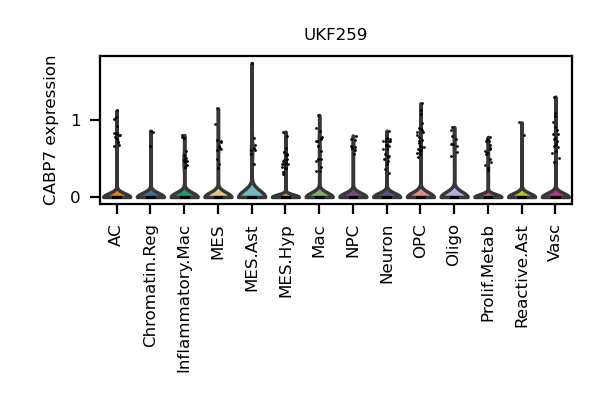 UKF259
CABP7 expression
1
0
AC
Chromatin.Reg
Inflammatory.Mac
MES
MES.Ast
MES.Hyp
Mac
NPC
Neuron
OPC
Oligo
Prolif.Metab
Reactive.Ast
Vasc